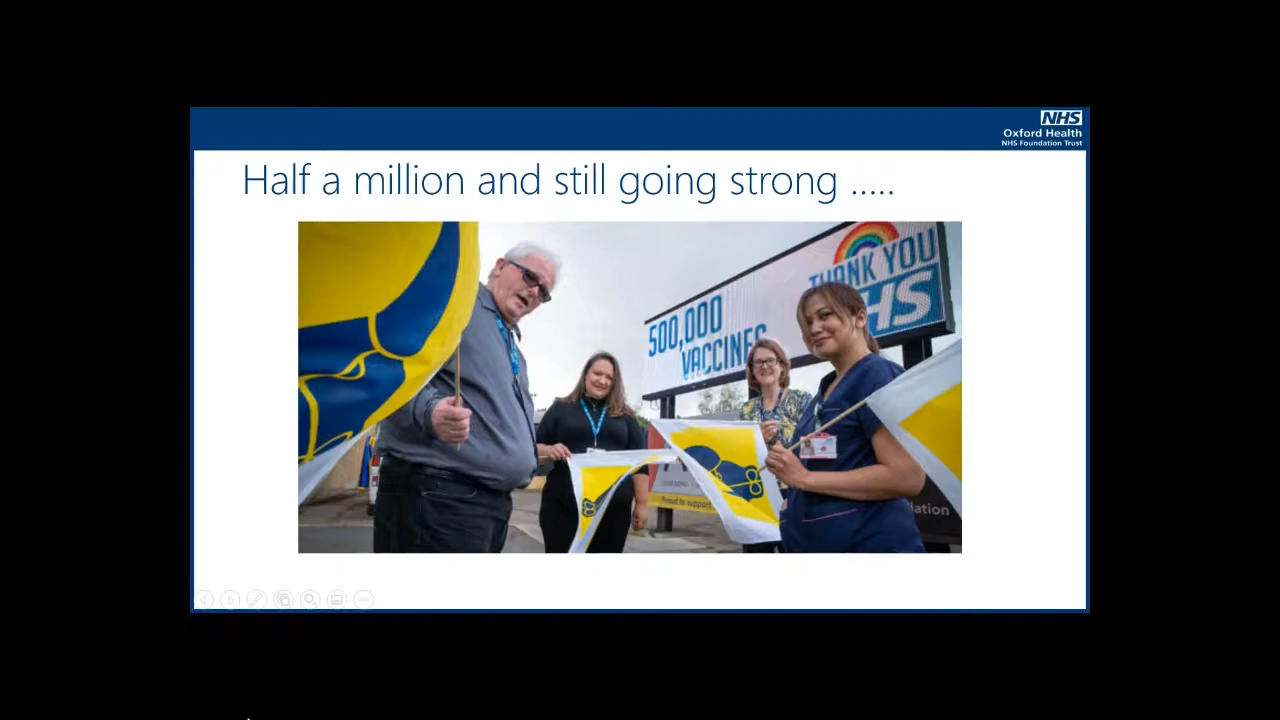 NHS
Oxford Health
NHS Foundation Trust
Half a million and still going strong .....
THANK YOU
NHS
500,000
VACCINES
Proud to support